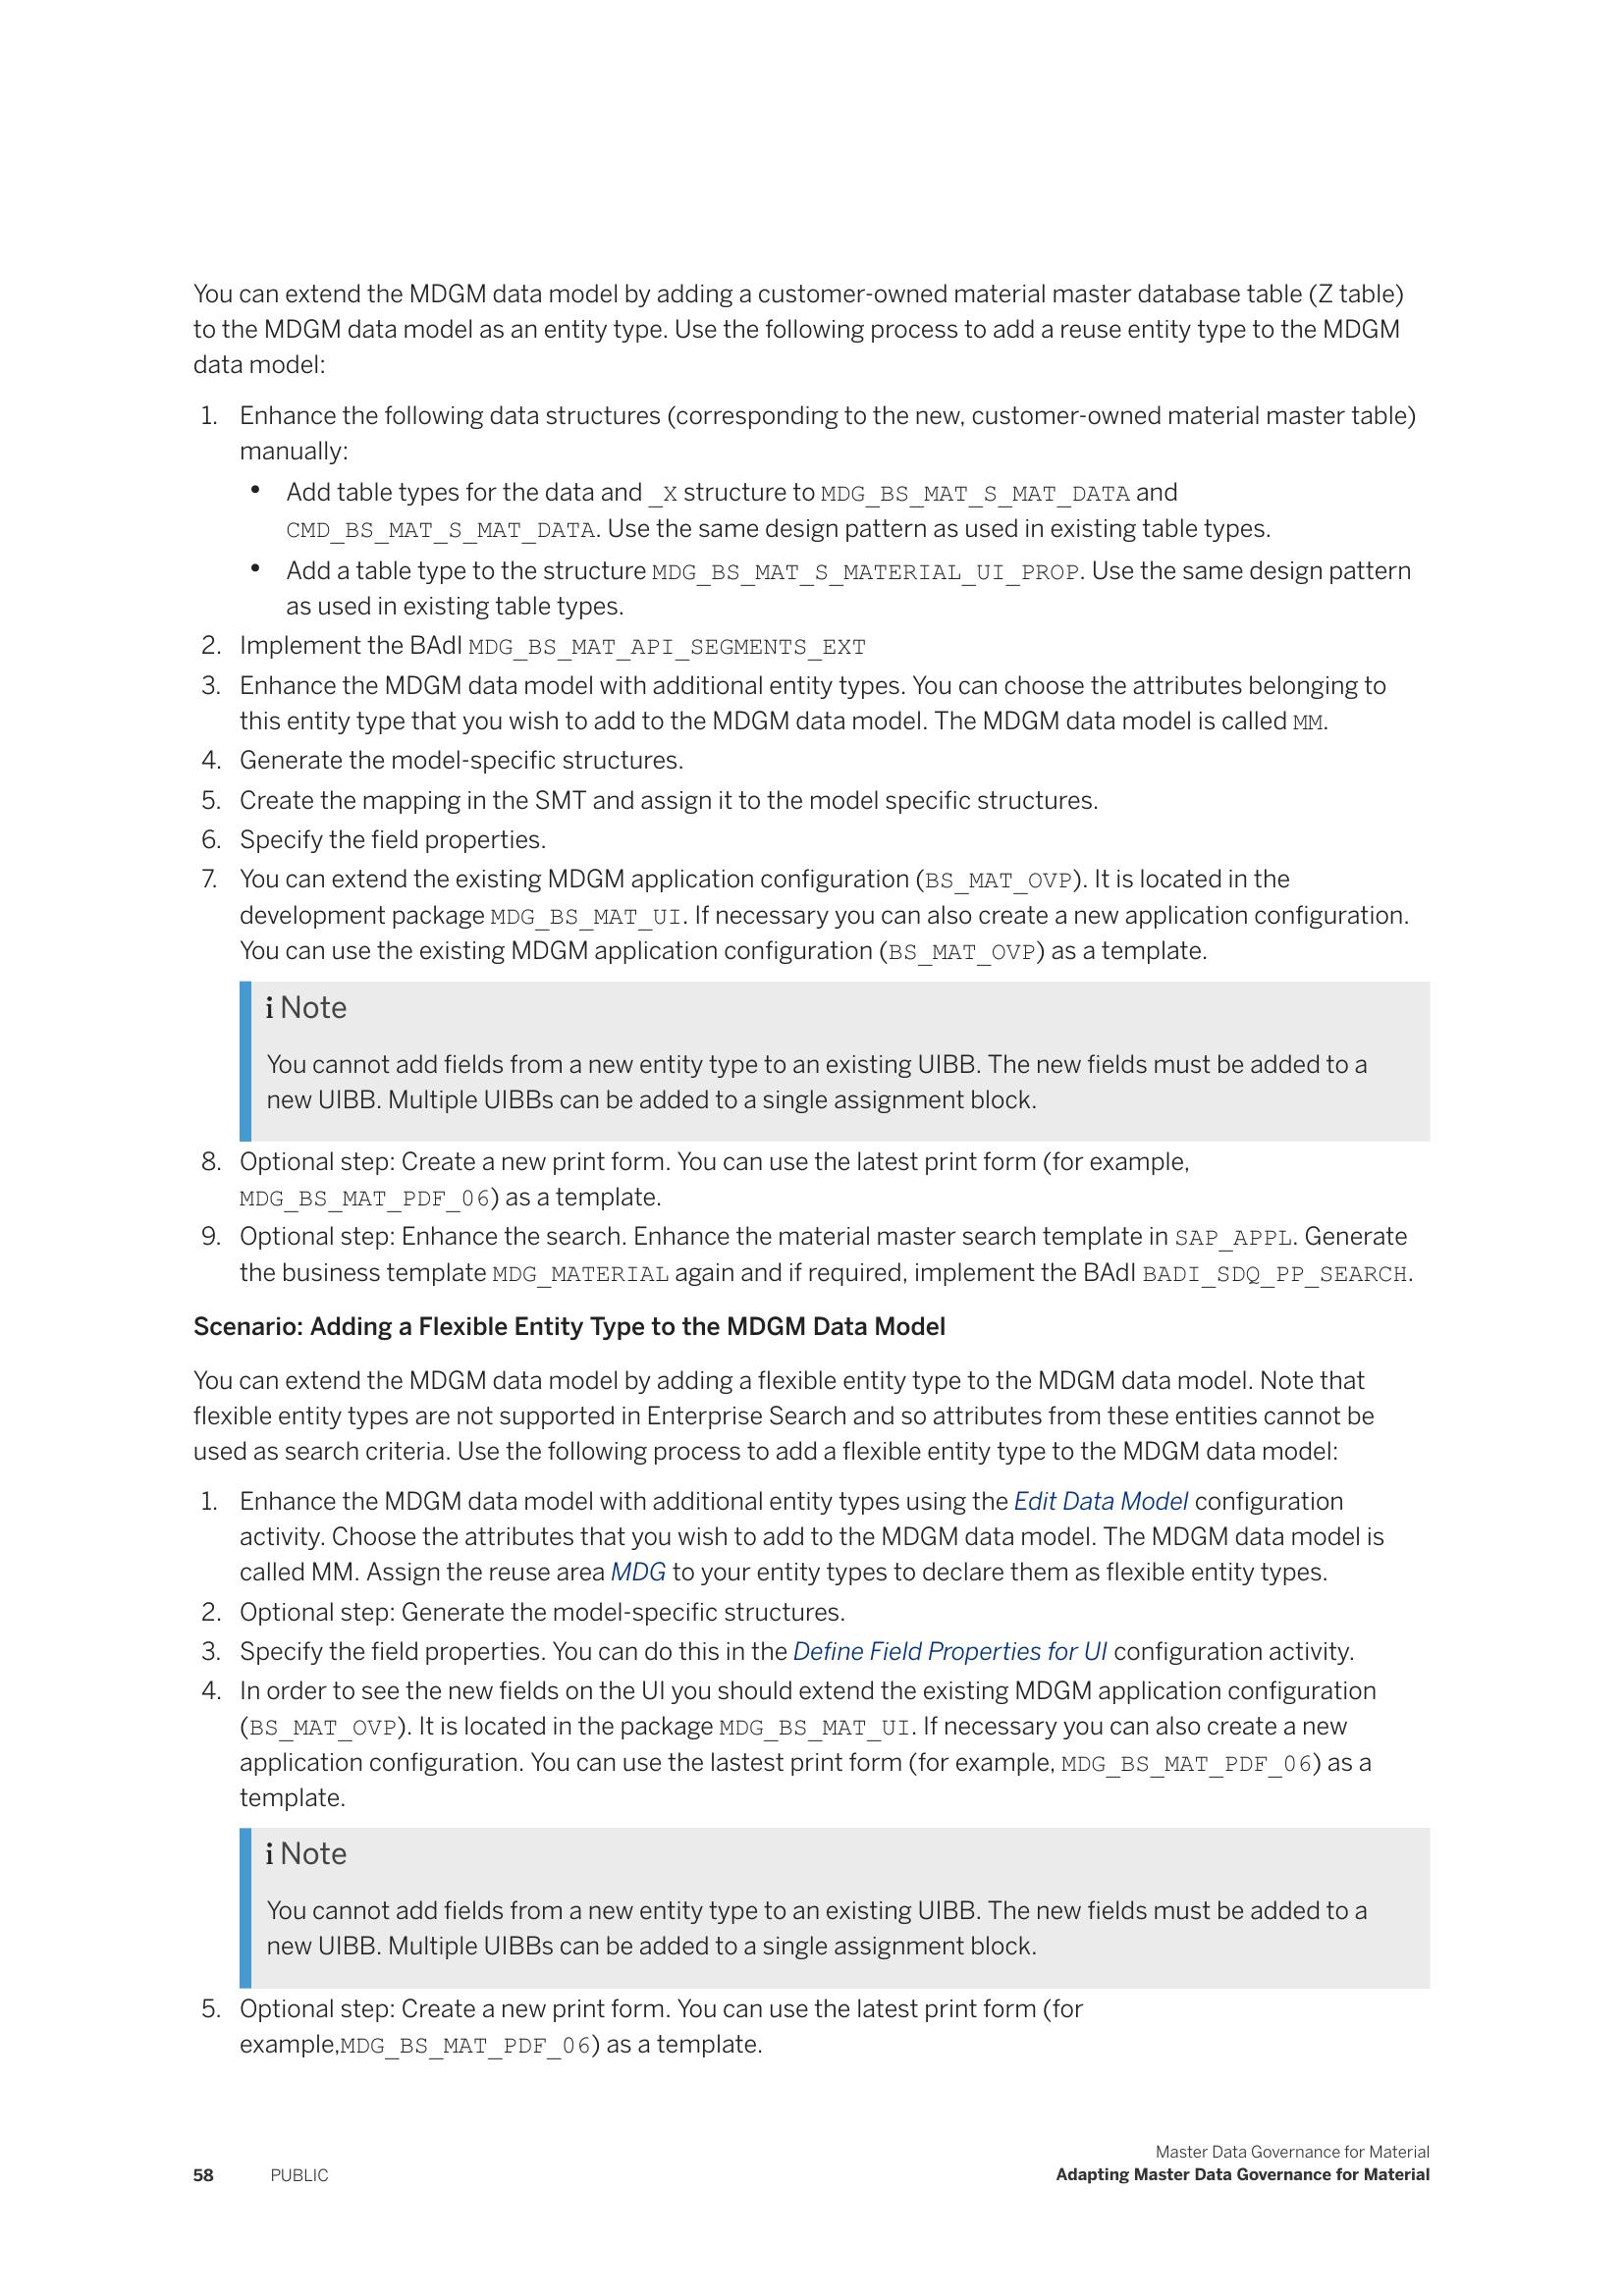 You can extend the MDGM data model by adding a customer-owned material master database table (Z table)
to the MDGM data model as an entity type. Use the following process to add a reuse entity type to the MDGM
data model:
1. Enhance the following data structures (corresponding to the new, customer-owned material master table)
manually:
• Add table types for the data and _X structure to MDG_BS_MAT_S_MAT_DATA and
CMD_BS_MAT_S_MAT_DATA. Use the same design pattern as used in existing table types.
• Add a table type to the structure MDG_BS_MAT_S_MATERIAL_UI_PROP. Use the same design pattern
as used in existing table types.
2. Implement the BAdI MDG_BS_MAT_API_SEGMENTS_EXT
3. Enhance the MDGM data model with additional entity types. You can choose the attributes belonging to
this entity type that you wish to add to the MDGM data model. The MDGM data model is called MM.
4. Generate the model-specific structures.
5. Create the mapping in the SMT and assign it to the model specific structures.
6. Specify the field properties.
7. You can extend the existing MDGM application configuration (BS_MAT_OVP). It is located in the
development package MDG_BS_MAT_UI. If necessary you can also create a new application configuration.
You can use the existing MDGM application configuration (BS_MAT_OVP) as a template.
i Note
You cannot add fields from a new entity type to an existing UIBB. The new fields must be added to a
new UIBB. Multiple UIBBs can be added to a single assignment block.
8. Optional step: Create a new print form. You can use the latest print form (for example,
MDG_BS_MAT_PDF_06) as a template.
9. Optional step: Enhance the search. Enhance the material master search template in SAP_APPL. Generate
the business template MDG_MATERIAL again and if required, implement the BAdI BADI_SDQ_PP_SEARCH.
Scenario: Adding a Flexible Entity Type to the MDGM Data Model
You can extend the MDGM data model by adding a flexible entity type to the MDGM data model. Note that
flexible entity types are not supported in Enterprise Search and so attributes from these entities cannot be
used as search criteria. Use the following process to add a flexible entity type to the MDGM data model:
1. Enhance the MDGM data model with additional entity types using the Edit Data Model configuration
activity. Choose the attributes that you wish to add to the MDGM data model. The MDGM data model is
called MM. Assign the reuse area MDG to your entity types to declare them as flexible entity types.
2. Optional step: Generate the model-specific structures.
3. Specify the field properties. You can do this in the Define Field Properties for UI configuration activity.
4. In order to see the new fields on the UI you should extend the existing MDGM application configuration
(BS_MAT_OVP). It is located in the package MDG_BS_MAT_UI. If necessary you can also create a new
application configuration. You can use the lastest print form (for example, MDG_BS_MAT_PDF_06) as a
template.
i Note
You cannot add fields from a new entity type to an existing UIBB. The new fields must be added to a
new UIBB. Multiple UIBBs can be added to a single assignment block.
5. Optional step: Create a new print form. You can use the latest print form (for
example,MDG_BS_MAT_PDF_06) as a template.
Master Data Governance for Material
58 PUBLIC Adapting Master Data Governance for Material